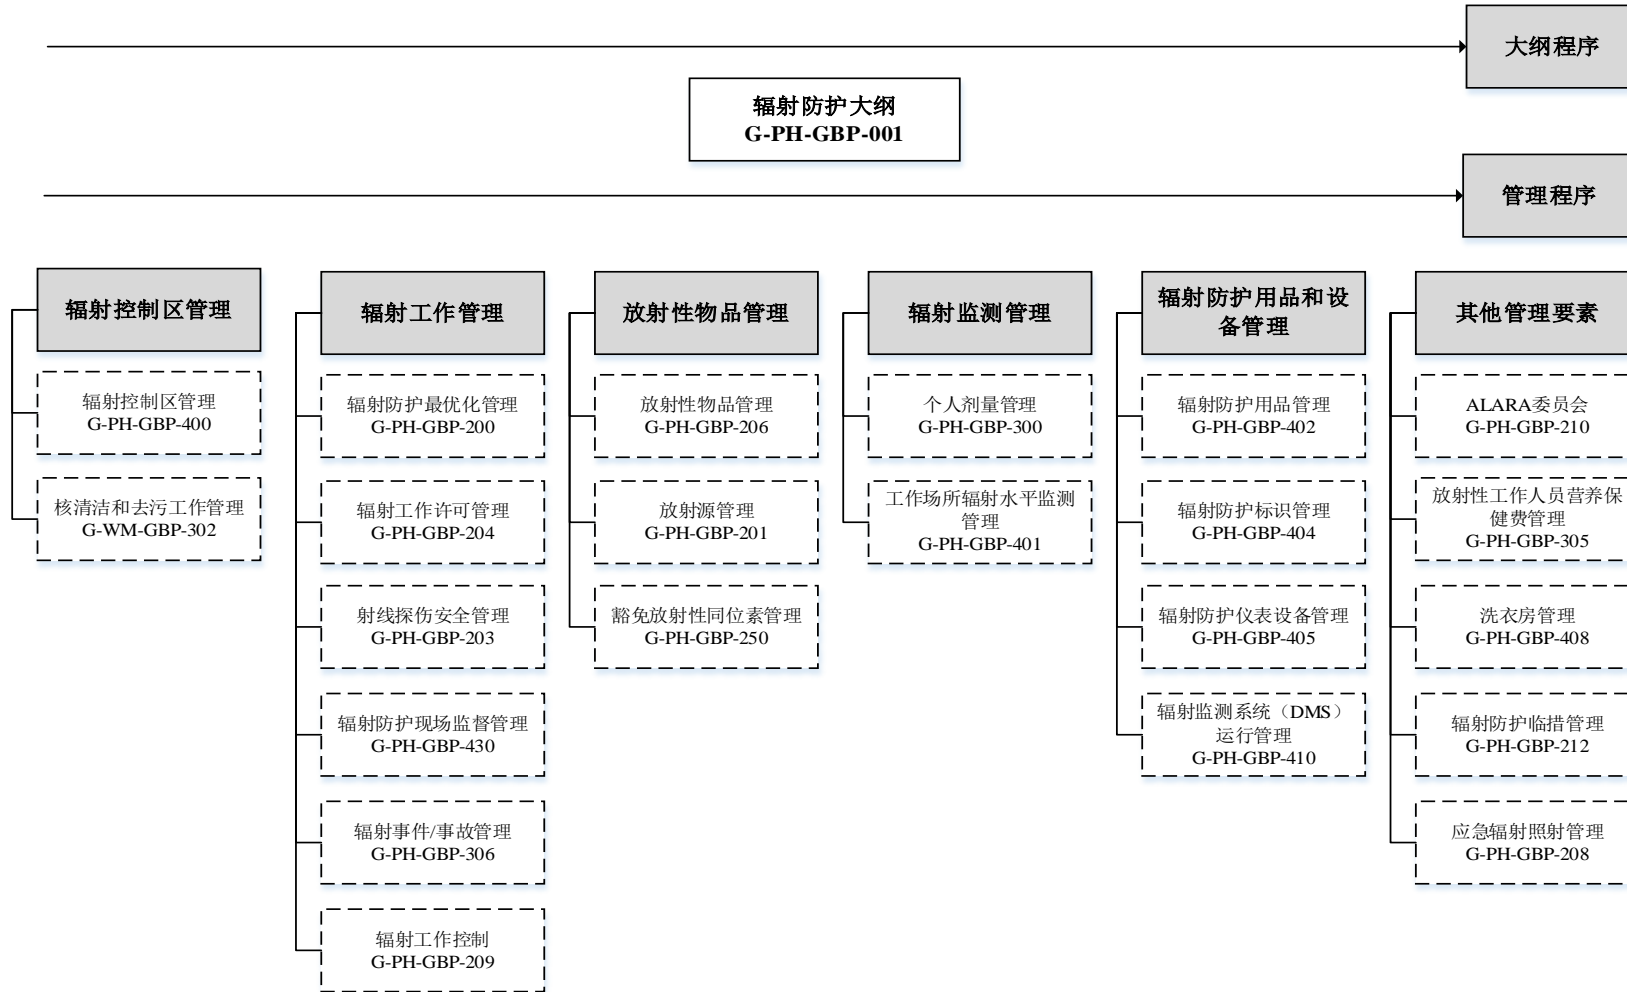 大纲程序
辐射防护大纲
G-PH-GBP-001
管理程序
辐射控制区管理
辐射控制区管理
G-PH-GBP-400
核清洁和去污工作管理
G-WM-GBP-302
辐射工作管理
辐射防护最优化管理
G-PH-GBP-200
辐射工作许可管理
G-PH-GBP-204
射线探伤安全管理
G-PH-GBP-203
辐射防护现场监督管理
G-PH-GBP-430
辐射事件/事故管理
G-PH-GBP-306
辐射工作控制
G-PH-GBP-209
放射性物品管理
放射性物品管理
G-PH-GBP-206
放射源管理
G-PH-GBP-201
豁免放射性同位素管理
G-PH-GBP-250
辐射监测管理
个人剂量管理
G-PH-GBP-300
工作场所辐射水平监测
管理
G-PH-GBP-401
辐射防护用品和设
备管理
辐射防护用品管理
G-PH-GBP-402
辐射防护标识管理
G-PH-GBP-404
辐射防护仪表设备管理
G-PH-GBP-405
辐射监测系统（DMS）
运行管理
G-PH-GBP-410
其他管理要素
ALARA委员会
G-PH-GBP-210
放射性工作人员营养保
健费管理
G-PH-GBP-305
洗衣房管理
G-PH-GBP-408
辐射防护临措管理
G-PH-GBP-212
应急辐射照射管理
G-PH-GBP-208